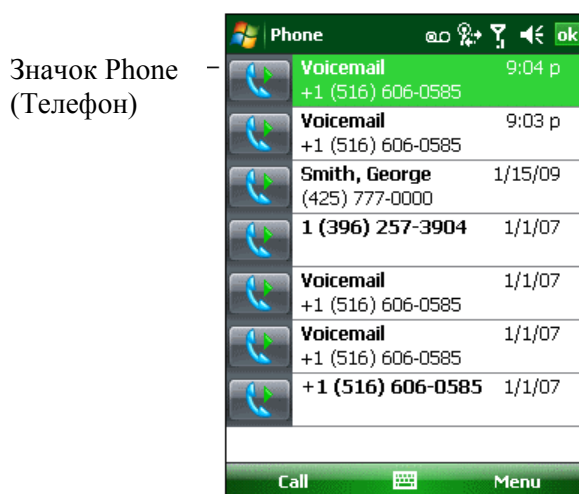 Значок Phone
(Телефон)
Phone
ok
Voicemail 9:04 p
+1 (516) 606-0585
Voicemail 9:03 p
+1 (516) 606-0585
Smith, George 1/15/09
(425) 777-0000
1 (396) 257-3904 1/1/07
Voicemail 1/1/07
+1 (516) 606-0585
Voicemail 1/1/07
+1 (516) 606-0585
+1 (516) 606-0585 1/1/07
Call Menu